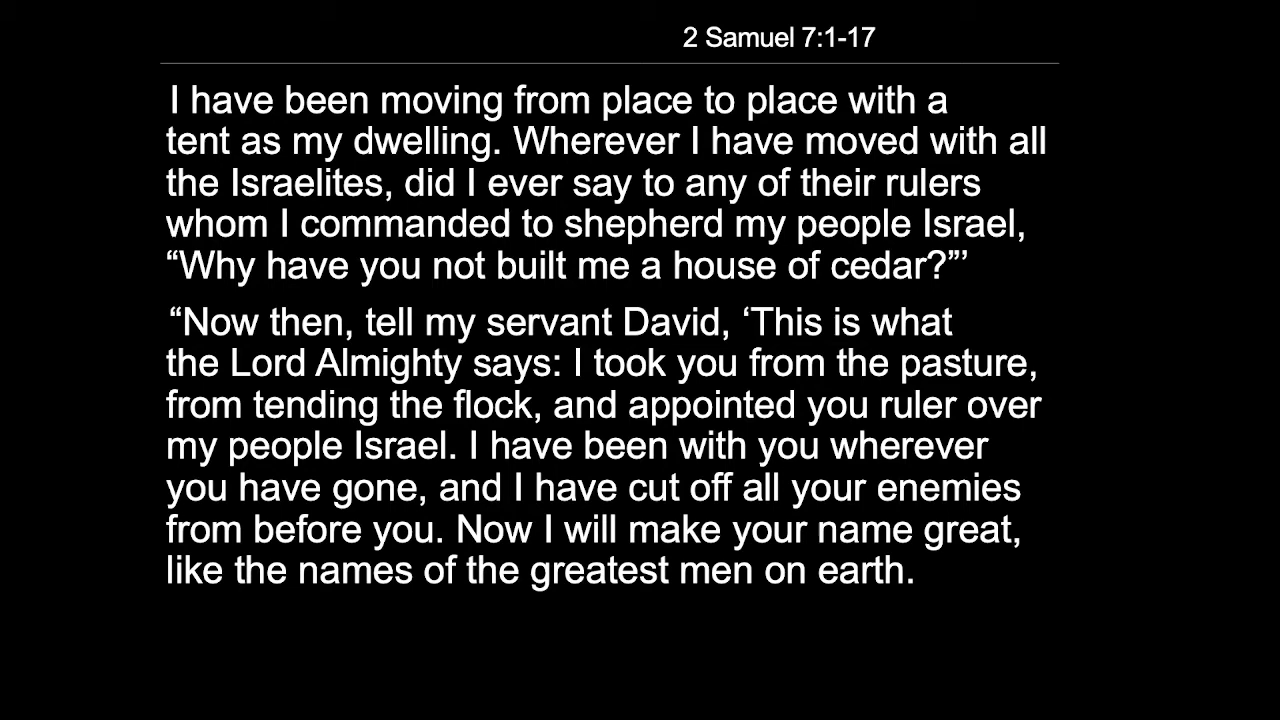 2 Samuel 7:1-17
I have been moving from place to place with a
tent as my dwelling. Wherever I have moved with all
the Israelites, did I ever say to any of their rulers
whom I commanded to shepherd my people Israel,
“Why have you not built me a house of cedar?”’
“Now then, tell my servant David, ‘This is what
the Lord Almighty says: I took you from the pasture,
from tending the flock, and appointed you ruler over
my people Israel. I have been with you wherever
you have gone, and I have cut off all your enemies
from before you. Now I will make your name great,
like the names of the greatest men on earth.